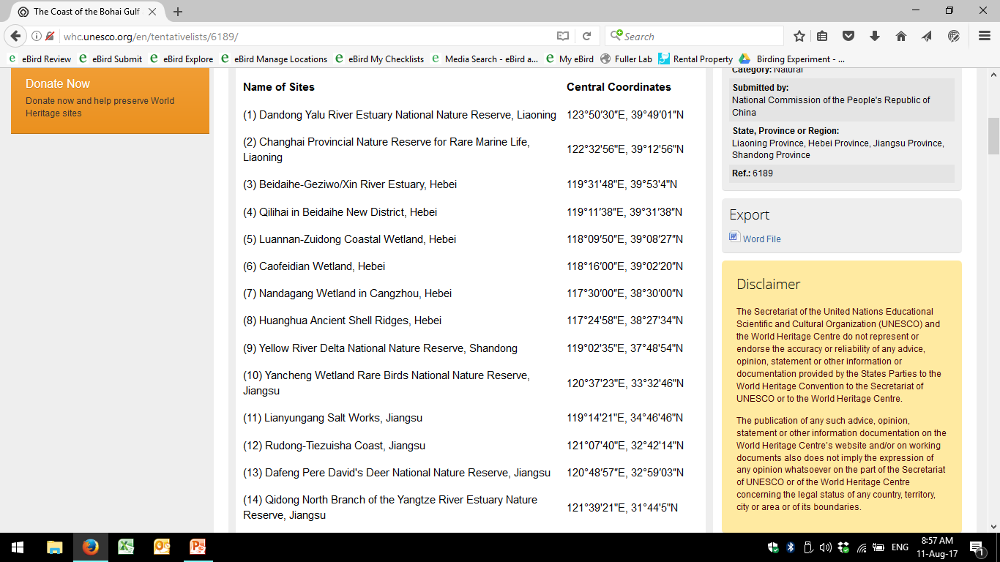 The Coast of the Bohai Gulf
whc.unesco.org/en/tentativelists/6189/
Search
eBird Review
eBird Submit
eBird Explore
eBird Manage Locations
eBird My Checklists
Media Search - eBird a...
My eBird
Fuller Lab
Rental Property
Birding Experiment - ...
Donate Now
Donate now and help preserve World
Heritage sites
Name of Sites Central Coordinates
(1) Dandong Yalu River Estuary National Nature Reserve, Liaoning 123°50′30″E, 39°49′01″N
(2) Changhai Provincial Nature Reserve for Rare Marine Life,
Liaoning
122°32'56"E, 39°12'56"N
(3) Beidaihe-Geziwo/Xin River Estuary, Hebei 119°31'48"E, 39°53'4"N
(4) Qilihai in Beidaihe New District, Hebei 119°11′38″E, 39°31′38″N
(5) Luannan-Zuidong Coastal Wetland, Hebei 118°09′50″E, 39°08′27″N
(6) Caofeidian Wetland, Hebei 118°16′00″E, 39°02′20″N
(7) Nandagang Wetland in Cangzhou, Hebei 117°30′00″E, 38°30′00″N
(8) Huanghua Ancient Shell Ridges, Hebei 117°24'58"E, 38°27'34"N
(9) Yellow River Delta National Nature Reserve, Shandong 119°02'35"E, 37°48'54"N
(10) Yancheng Wetland Rare Birds National Nature Reserve,
Jiangsu
120°37'23"E, 33°32'46"N
(11) Lianyungang Salt Works, Jiangsu 119°14'21"E, 34°46'46"N
(12) Rudong-Tiezuisha Coast, Jiangsu 121°07'40"E, 32°42'14"N
(13) Dafeng Pere David's Deer National Nature Reserve, Jiangsu 120°48′57″E, 32°59′03″N
(14) Qidong North Branch of the Yangtze River Estuary Nature
Reserve, Jiangsu
121°39'21"E, 31°44'5"N
Category: Natural
Submitted by:
National Commission of the People's Republic of
China
State, Province or Region:
Liaoning Province, Hebei Province, Jiangsu Province,
Shandong Province
Ref.: 6189
Export
Word File
Disclaimer
The Secretariat of the United Nations Educational
Scientific and Cultural Organization (UNESCO) and
the World Heritage Centre do not represent or
endorse the accuracy or reliability of any advice,
opinion, statement or other information or
documentation provided by the States Parties to the
World Heritage Convention to the Secretariat of
UNESCO or to the World Heritage Centre.
The publication of any such advice, opinion,
statement or other information documentation on the
World Heritage Centre's website and/or on working
documents also does not imply the expression of
any opinion whatsoever on the part of the Secretariat
of UNESCO or of the World Heritage Centre
concerning the legal status of any country, territory,
city or area or of its boundaries.
ENG
8:57 AM
11-Aug-17
1